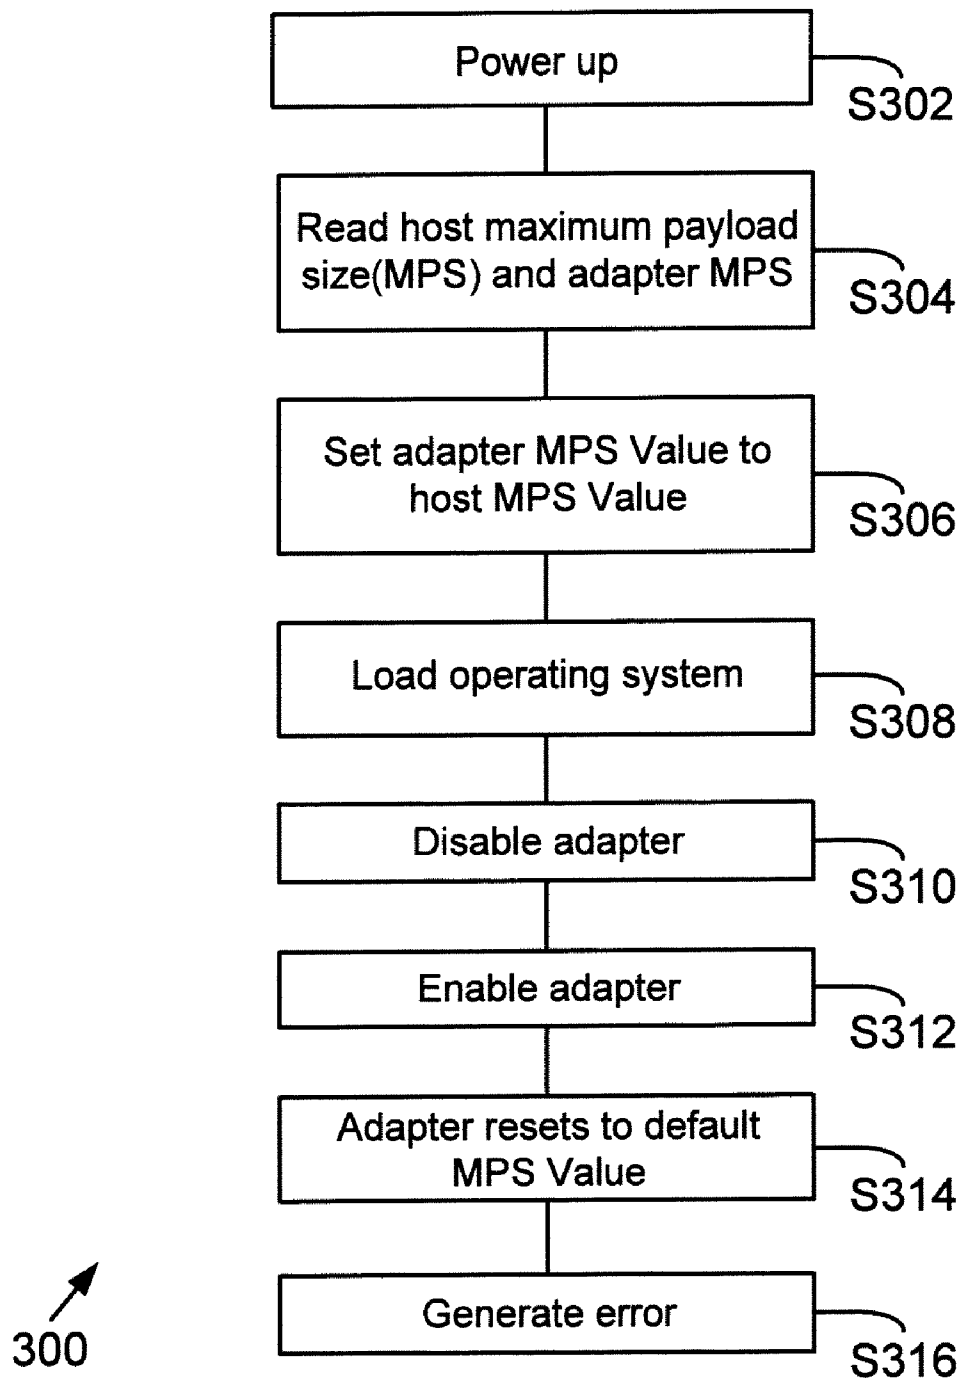 Power up
S302
Read host maximum payload
size(MPS) and adapter MPS
S304
Set adapter MPS Value to
host MPS Value
S306
Load operating system
S308
Disable adapter
S310
Enable adapter
S312
Adapter resets to default
MPS Value
S314
Generate error
S316
300